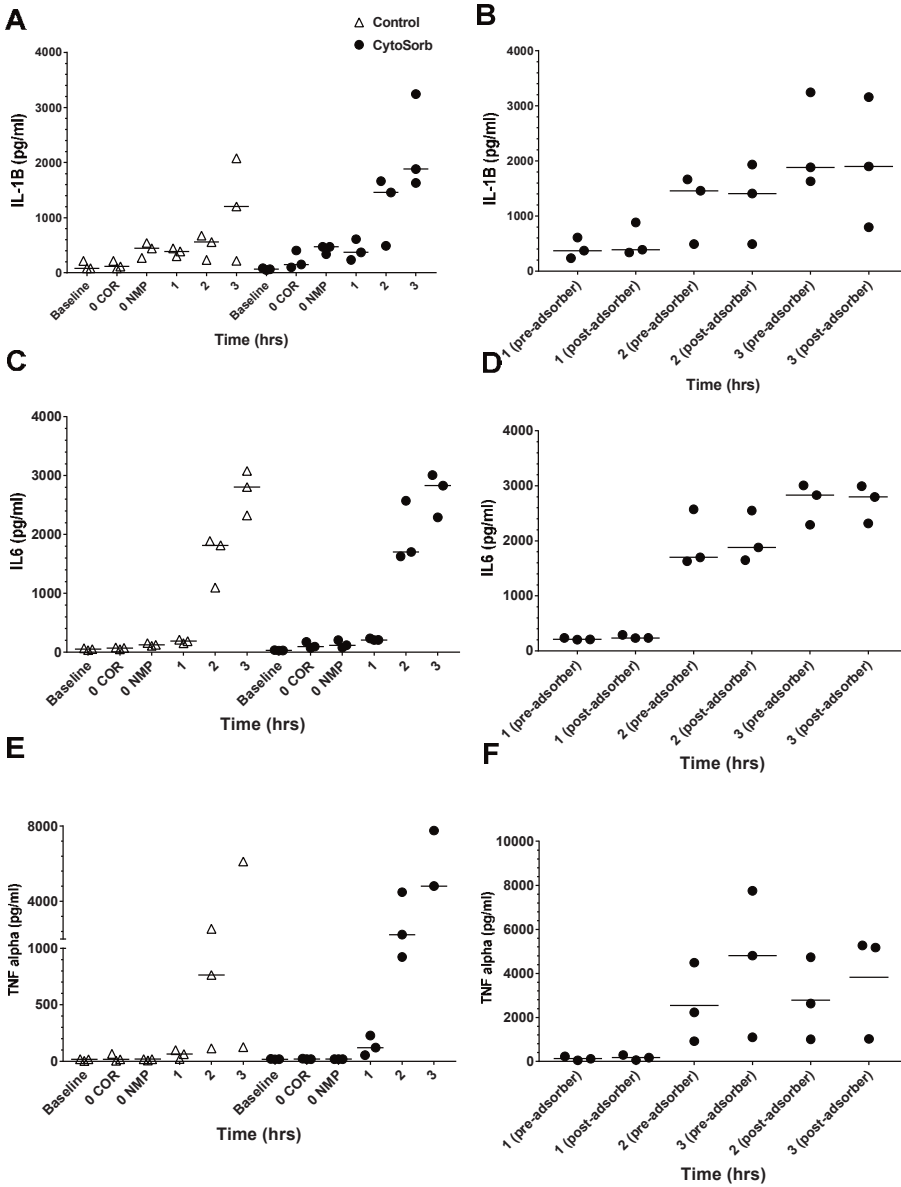 A
Control
CytoSorb
IL-1B (pg/ml)
4000
3000
2000
1000
0
Baseline
0 COR
0 NMP
1
2
3
Baseline
0 COR
0 NMP
1
2
3
Time (hrs)
B
IL-1B (pg/ml)
4000
3000
2000
1000
0
1 (pre-adsorber)
1 (post-adsorber)
2 (pre-adsorber)
2 (post-adsorber)
3 (pre-adsorber)
3 (post-adsorber)
Time (hrs)
C
IL6 (pg/ml)
4000
3000
2000
1000
0
Baseline
0 COR
0 NMP
1
2
3
Baseline
0 COR
0 NMP
1
2
3
Time (hrs)
D
IL6 (pg/ml)
4000
3000
2000
1000
0
1 (pre-adsorber)
1 (post-adsorber)
2 (pre-adsorber)
2 (post-adsorber)
3 (pre-adsorber)
3 (post-adsorber)
Time (hrs)
E
TNF alpha (pg/ml)
8000
4000
1000
500
0
Baseline
0 COR
0 NMP
1
2
3
Baseline
0 COR
0 NMP
1
2
3
Time (hrs)
F
TNF alpha (pg/ml)
10000
8000
6000
4000
2000
0
1 (pre-adsorber)
1 (post-adsorber)
2 (pre-adsorber)
3 (pre-adsorber)
2 (post-adsorber)
3 (post-adsorber)
Time (hrs)